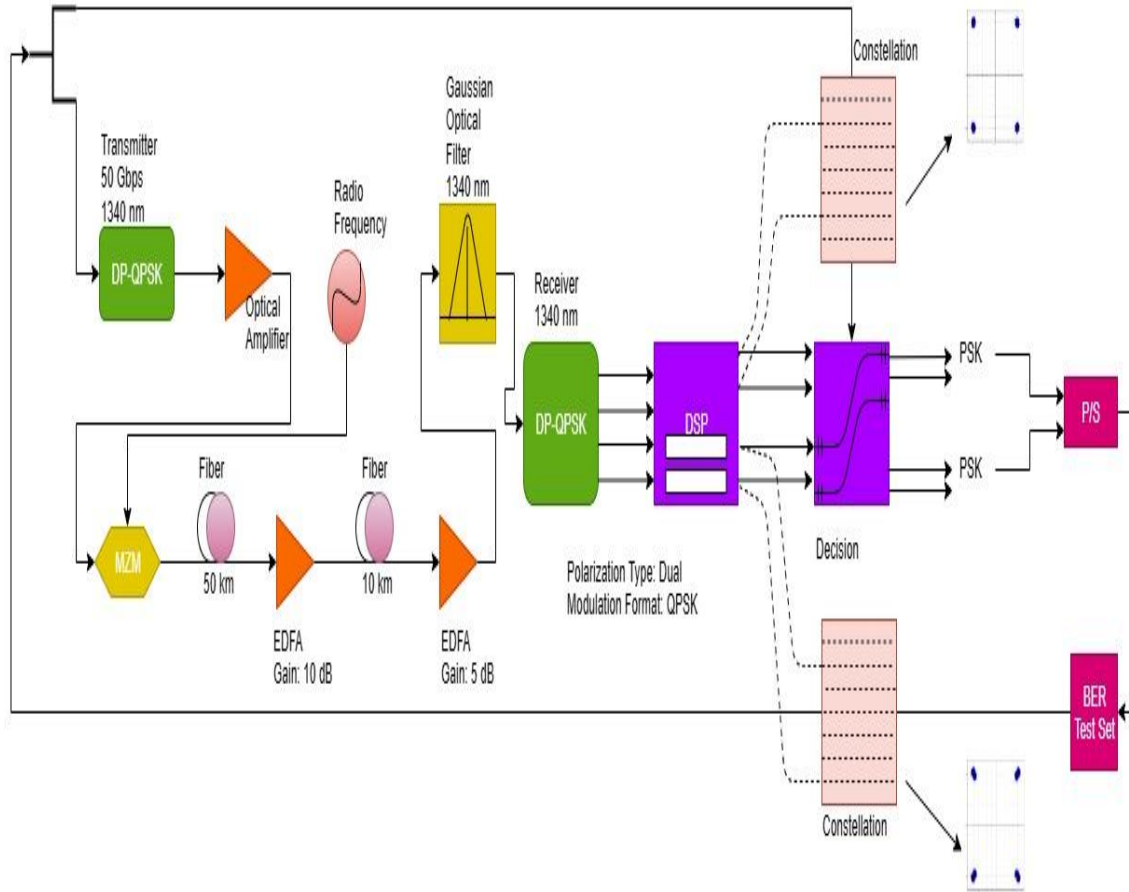 Constellation
Gaussian
Optical
Filter
1340 nm
Transmitter
50 Gbps
1340 nm
DP-QPSK
Optical
Amplifier
Radio
Frequency
Receiver
1340 nm
DP-QPSK
DSP
PSK
PSK
P/S
Decision
MZM
Fiber
50 km
Fiber
10 km
EDFA
Gain: 10 dB
EDFA
Gain: 5 dB
Polarization Type: Dual
Modulation Format: QPSK
BER
Test Set
Constellation